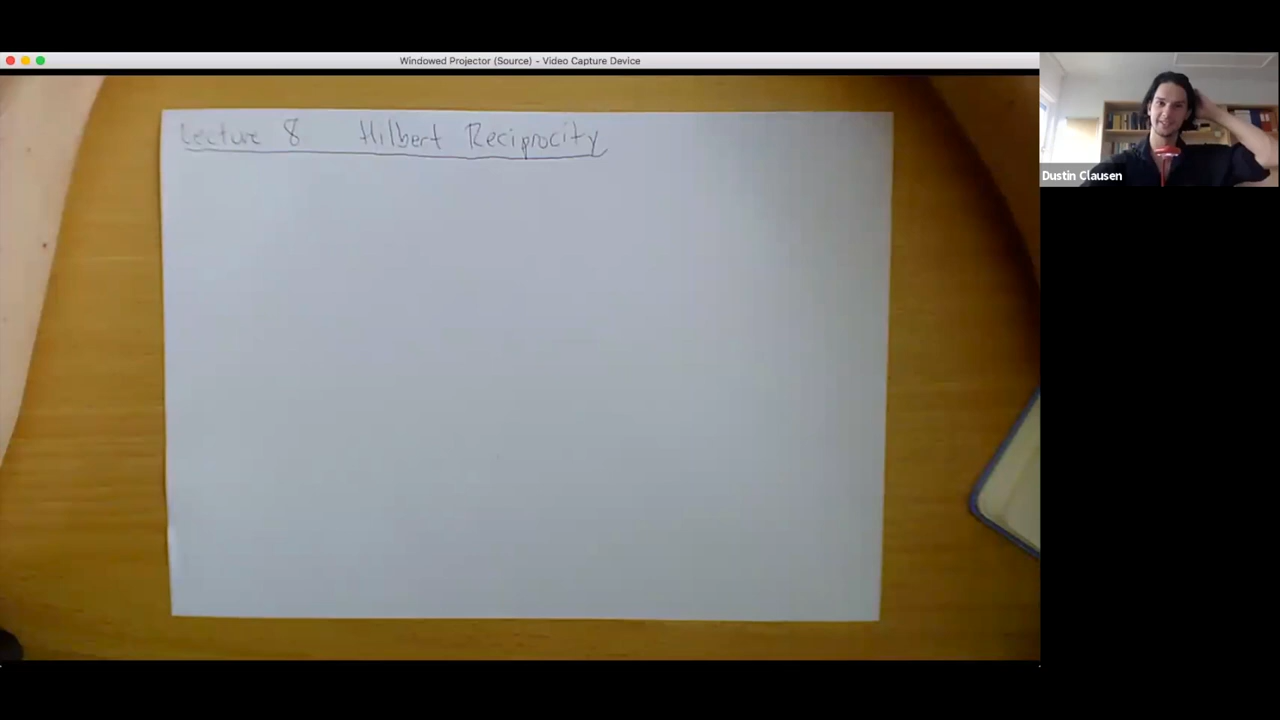 Windowed Projector (Source) - Video Capture Device
Lecture 8 Hilbert Reciprocity
Dustin Clausen